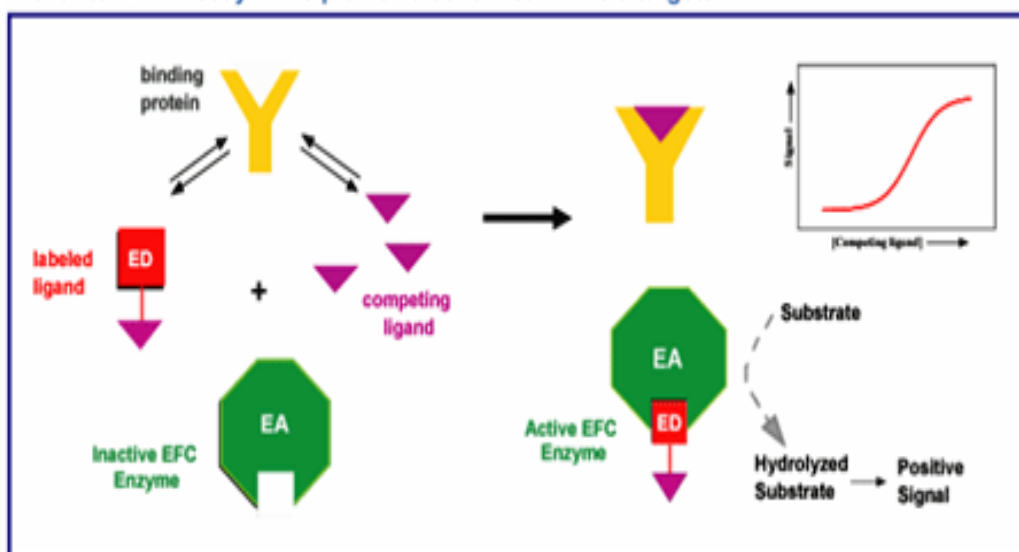 binding
protein
ED
labeled
ligand
+
competing
ligand
EA
Inactive EFC
Enzyme
Signal
[Competing ligand]
EA
ED
Active EFC
Enzyme
Substrate
Hydrolyzed
Substrate
Positive
Signal